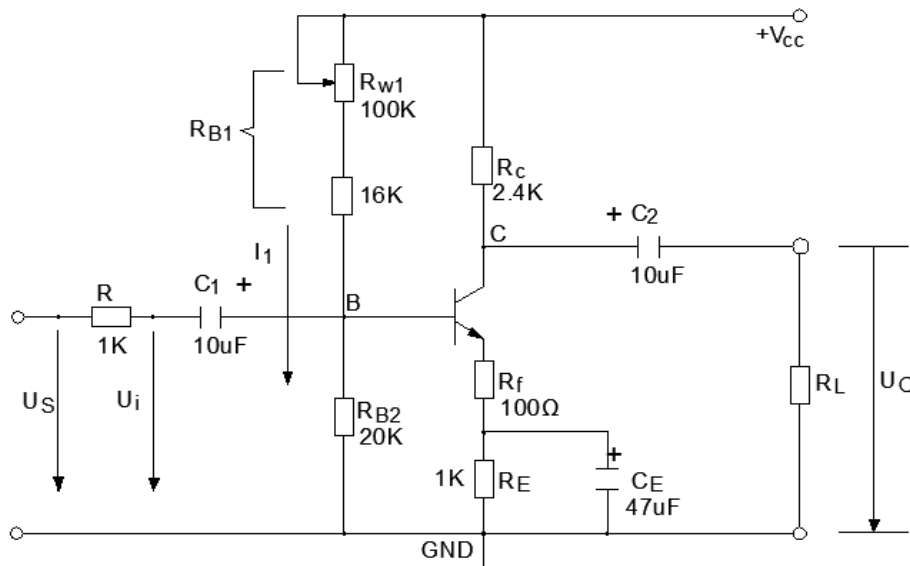 +Vcc
Rw1
100K
RB1
16K
Rc
2.4K
C
+ C2
10uF
I1
R
1K
C1 +
10uF
B
US
Ui
RB2
20K
Rf
100Ω
1K RE
+
CE
47uF
RL
UO
GND